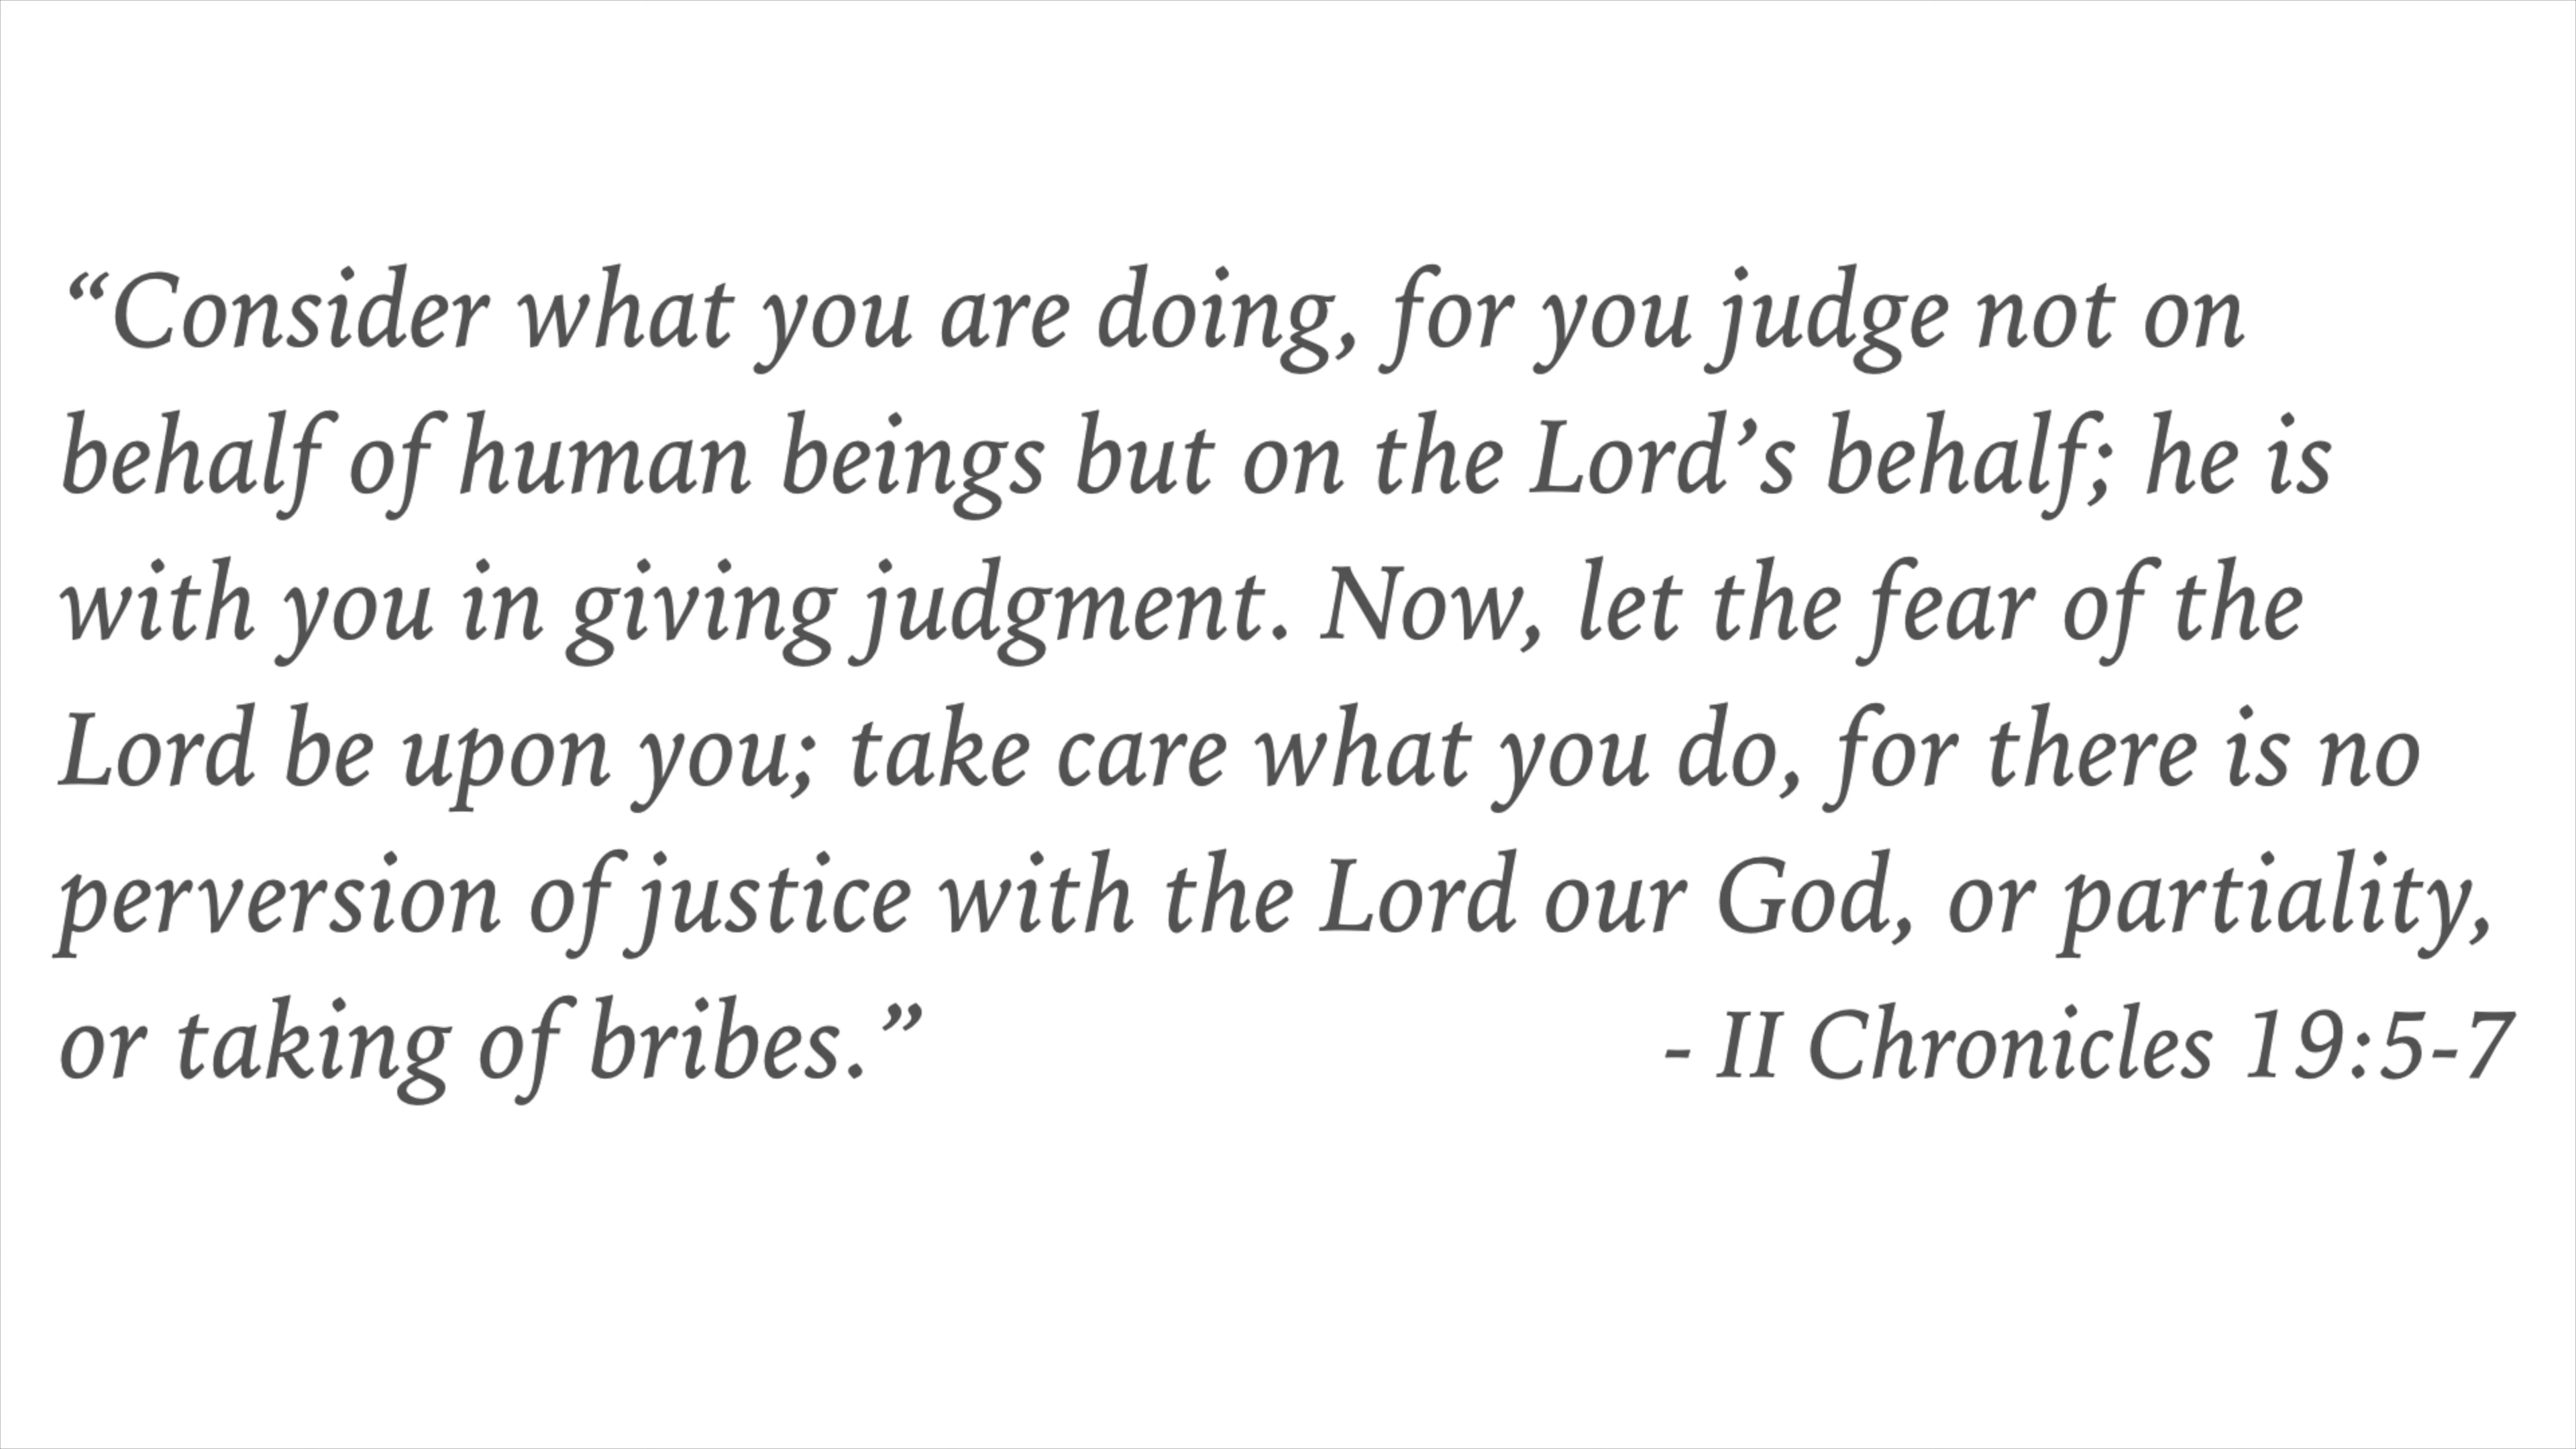 “Consider what you are doing, for you judge not on
behalf of human beings but on the Lord’s behalf; he is
with you in giving judgment. Now, let the fear of the
Lord be upon you; take care what you do, for there is no
perversion of justice with the Lord our God, or partiality,
or taking of bribes.” - II Chronicles 19:5-7